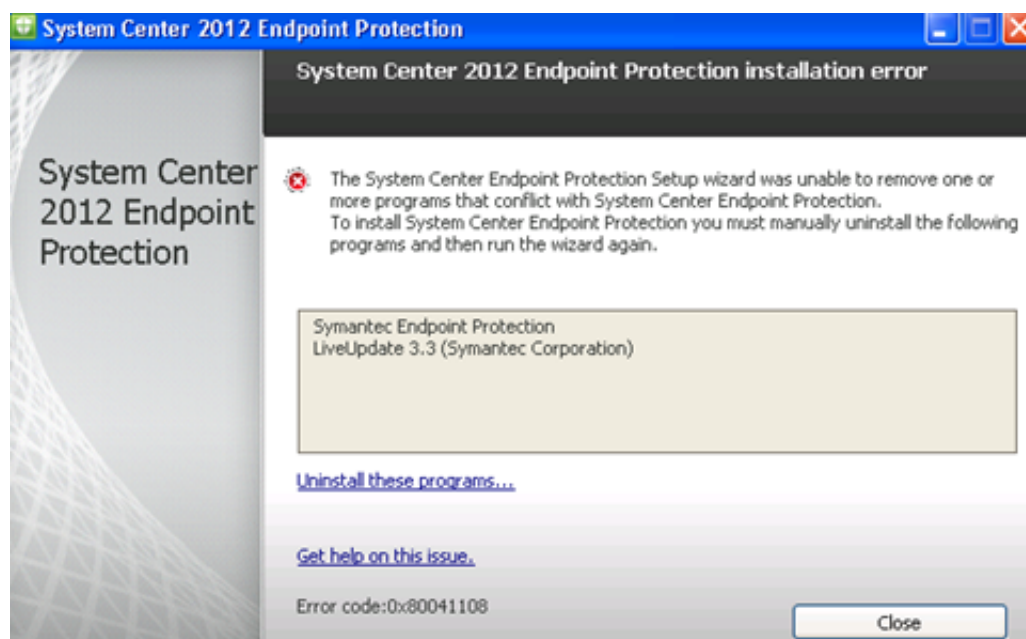 System Center 2012 Endpoint Protection
System Center 2012 Endpoint Protection installation error
System Center
2012 Endpoint
Protection
The System Center Endpoint Protection Setup wizard was unable to remove one or
more programs that conflict with System Center Endpoint Protection.
To install System Center Endpoint Protection you must manually uninstall the following
programs and then run the wizard again.
Symantec Endpoint Protection
LiveUpdate 3.3 (Symantec Corporation)
Uninstall these programs...
Get help on this issue.
Error code:0x80041108
Close